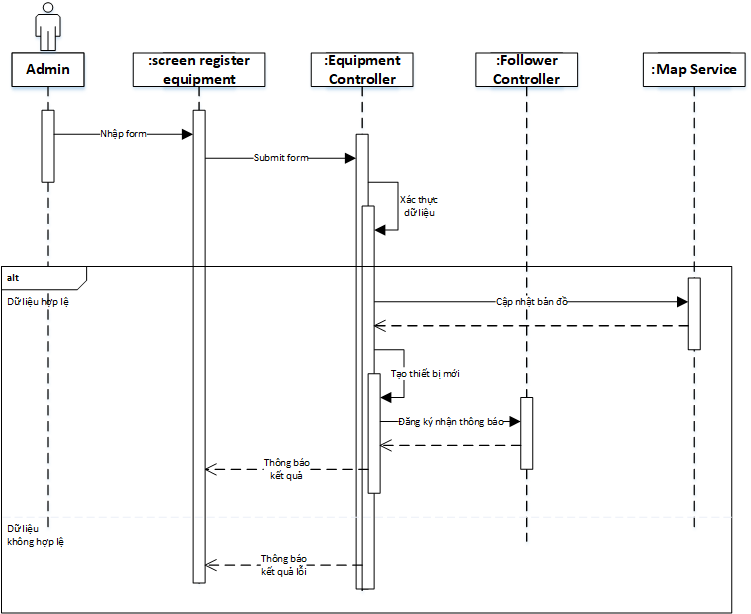 Admin
:screen register
equipment
:Equipment
Controller
:Follower
Controller
:Map Service
Nhập form
Submit form
Xác thực
dữ liệu
alt
Dữ liệu hợp lệ
Cập nhật bản đồ
Tạo thiết bị mới
Đăng ký nhận thông báo
Thông báo
kết quả
Dữ liệu
không hợp lệ
Thông báo
kết quả lỗi